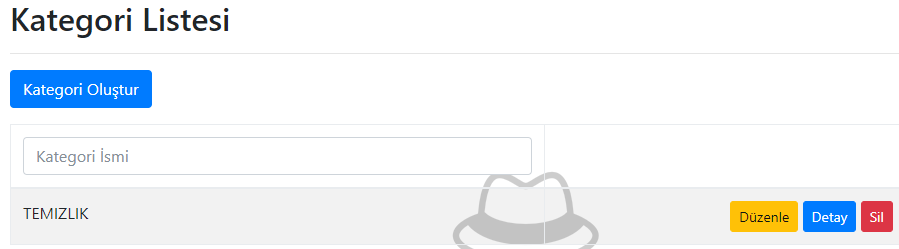 Kategori Listesi
Kategori Oluştur
Kategori İsmi
TEMIZLIK Düzenle Detay Sil